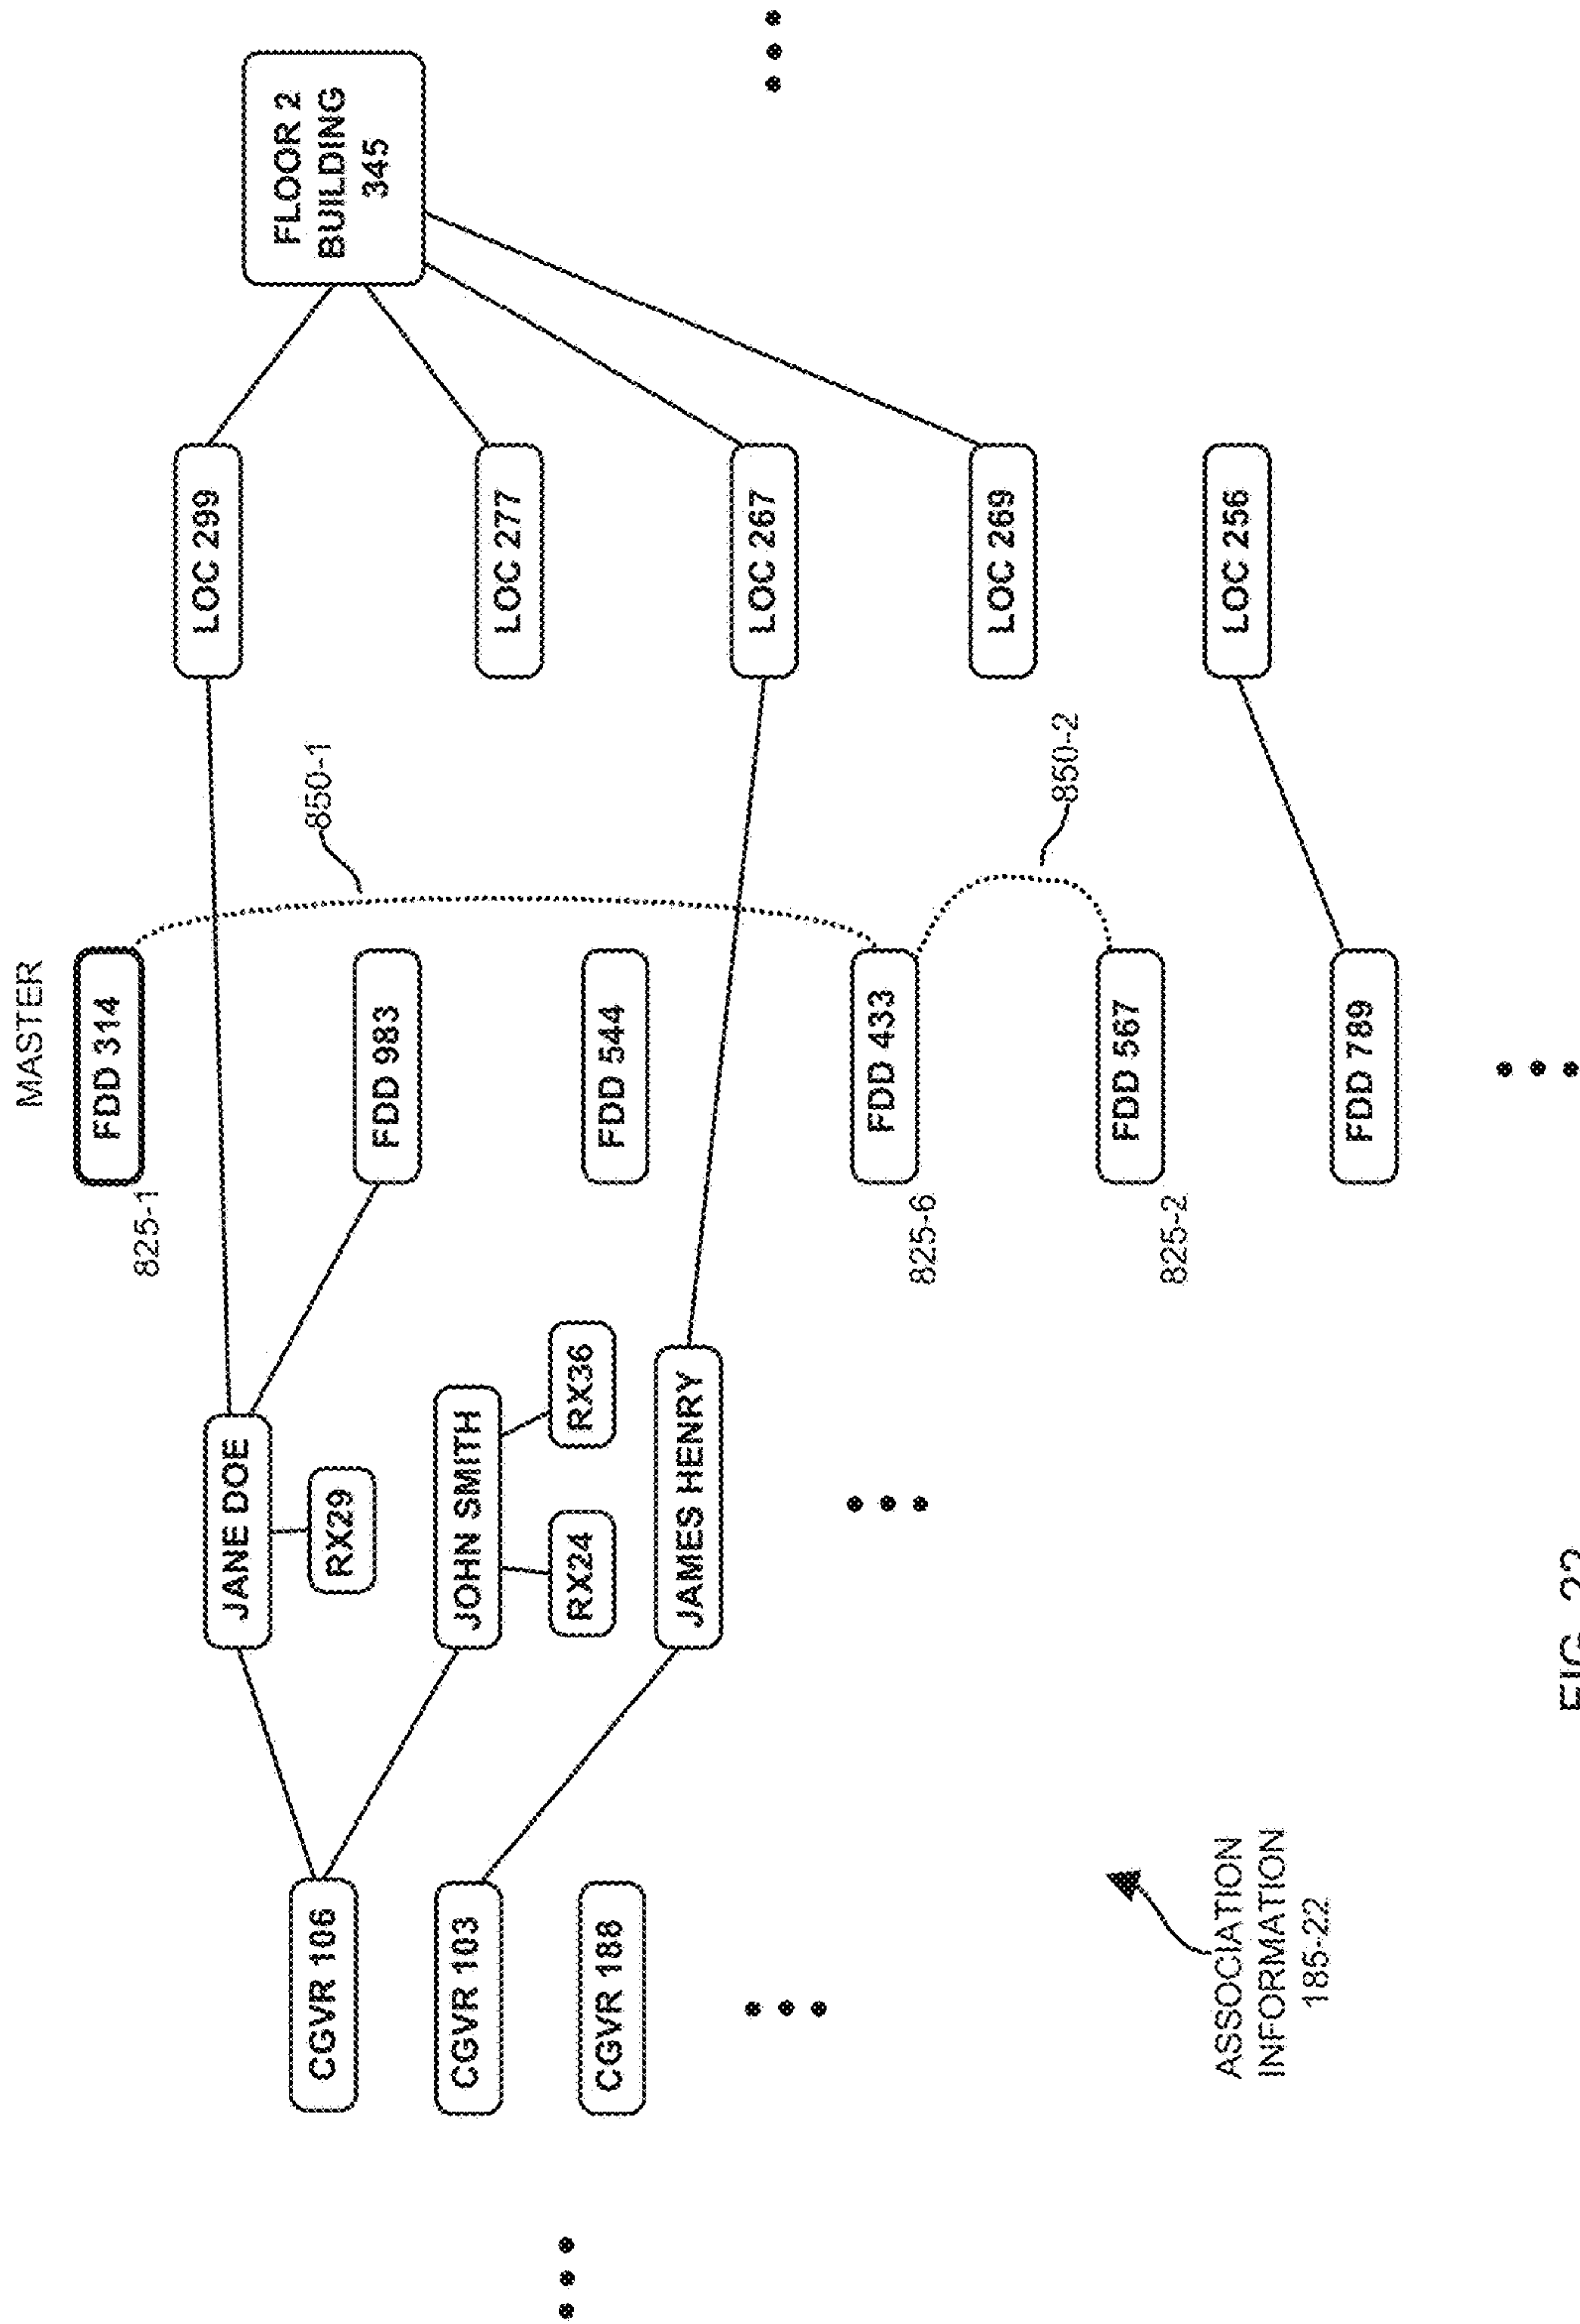 MASTER
FDD 314
825-1
JANE DOE
RX29
FDD 983
LOC 299
FLOOR 2
BUILDING
345
850-1
CGVR 106
JOHN SMITH
RX24
RX36
FDD 544
LOC 277
CGVR 103
JAMES HENRY
LOC 267
CGVR 188
FDD 433
825-6
850-2
LOC 269
FDD 567
825-2
LOC 256
FDD 789
ASSOCIATION
INFORMATION
185-22
FIG. 22